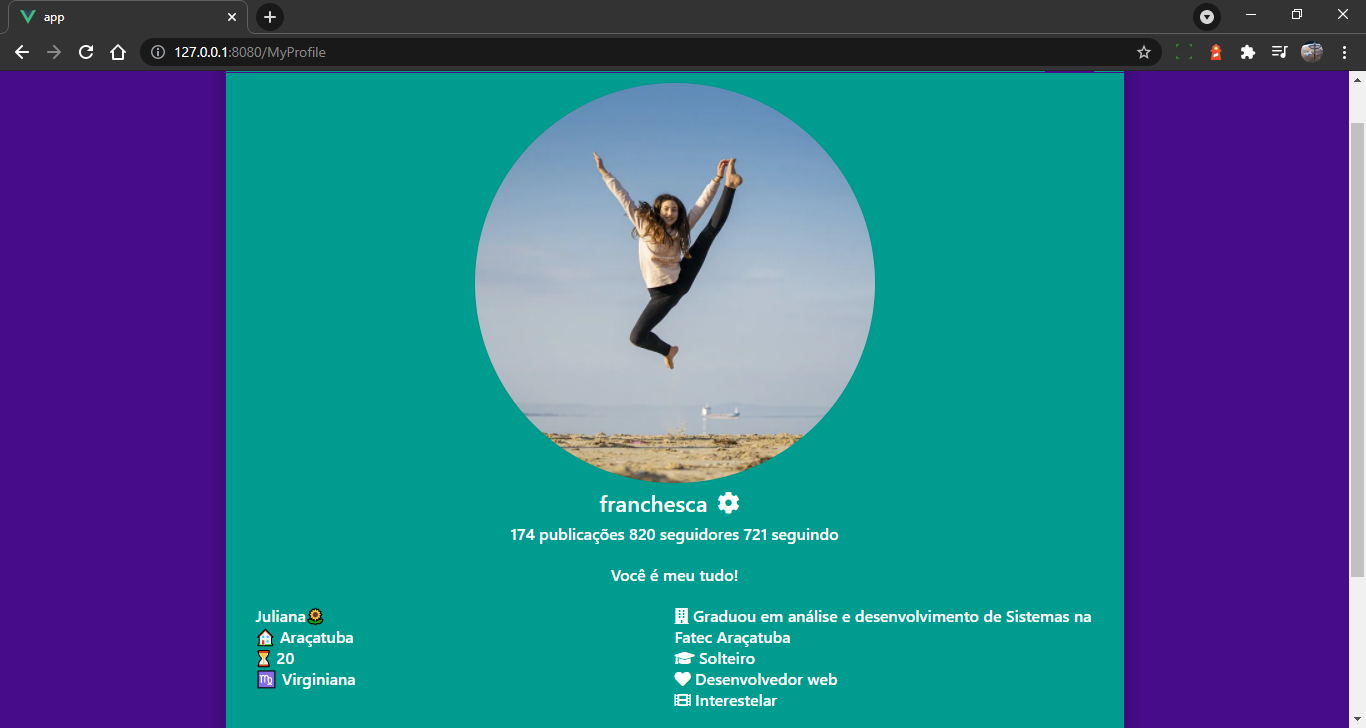 app
127.0.0.1:8080/MyProfile
franchesca
174 publicações 820 seguidores 721 seguindo
Você é meu tudo!
Juliana🌻
🏠 Araçatuba
⌛ 20
♍ Virginiana
Graduou em análise e desenvolvimento de Sistemas na
Fatec Araçatuba
Solteiro
Desenvolvedor web
Interestelar